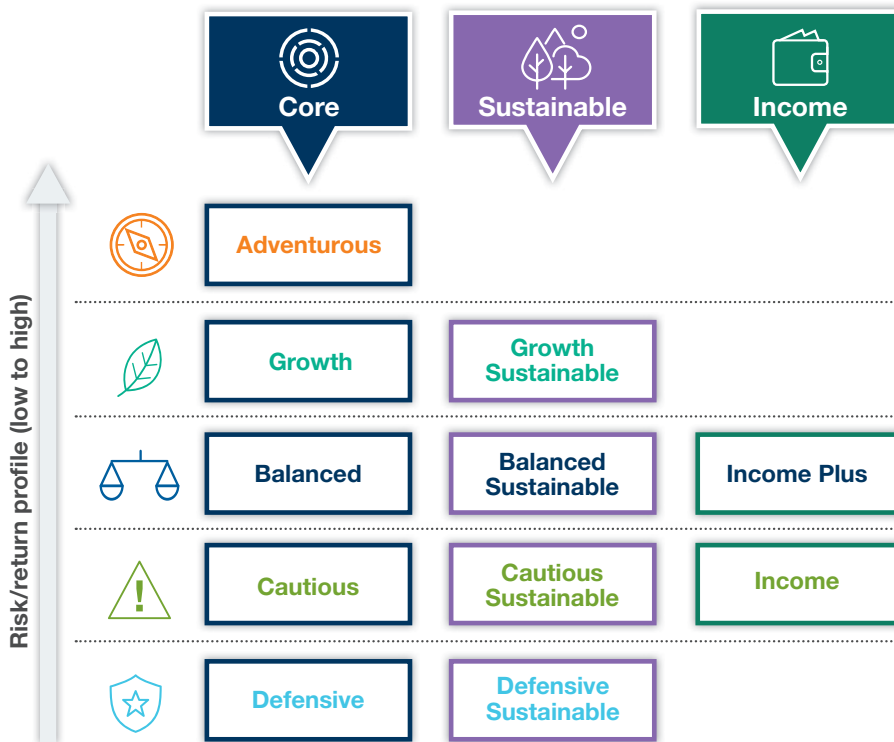 Core
Sustainable
Income
Risk/return profile (low to high)
Adventurous
Growth
Growth
Sustainable
Balanced
Balanced
Sustainable
Income Plus
!
Cautious
Cautious
Sustainable
Income
Defensive
Defensive
Sustainable